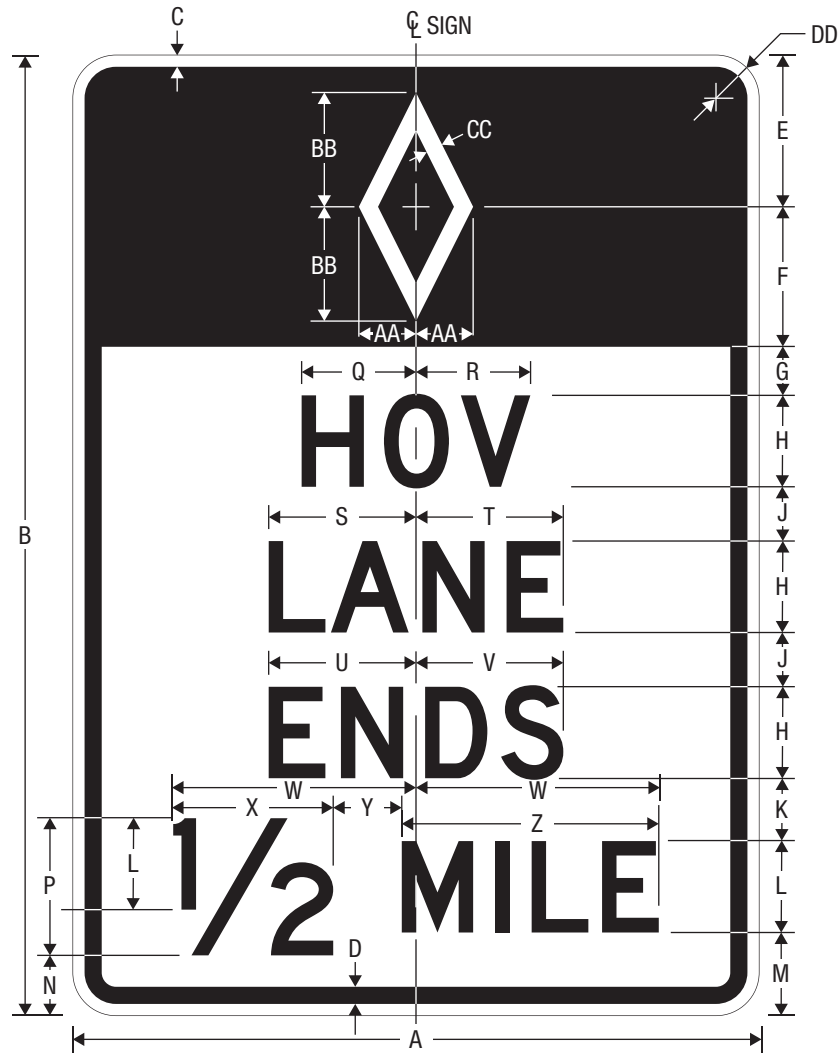 C
℄ SIGN
DD
E
BB
CC
B
BB
F
AA AA
G
Q R
HOV
H
J
S T
LANE
H
J
U V
ENDS
H
W W
K
X Y Z
1/2 MILE
L
P
L
D
N
M
A